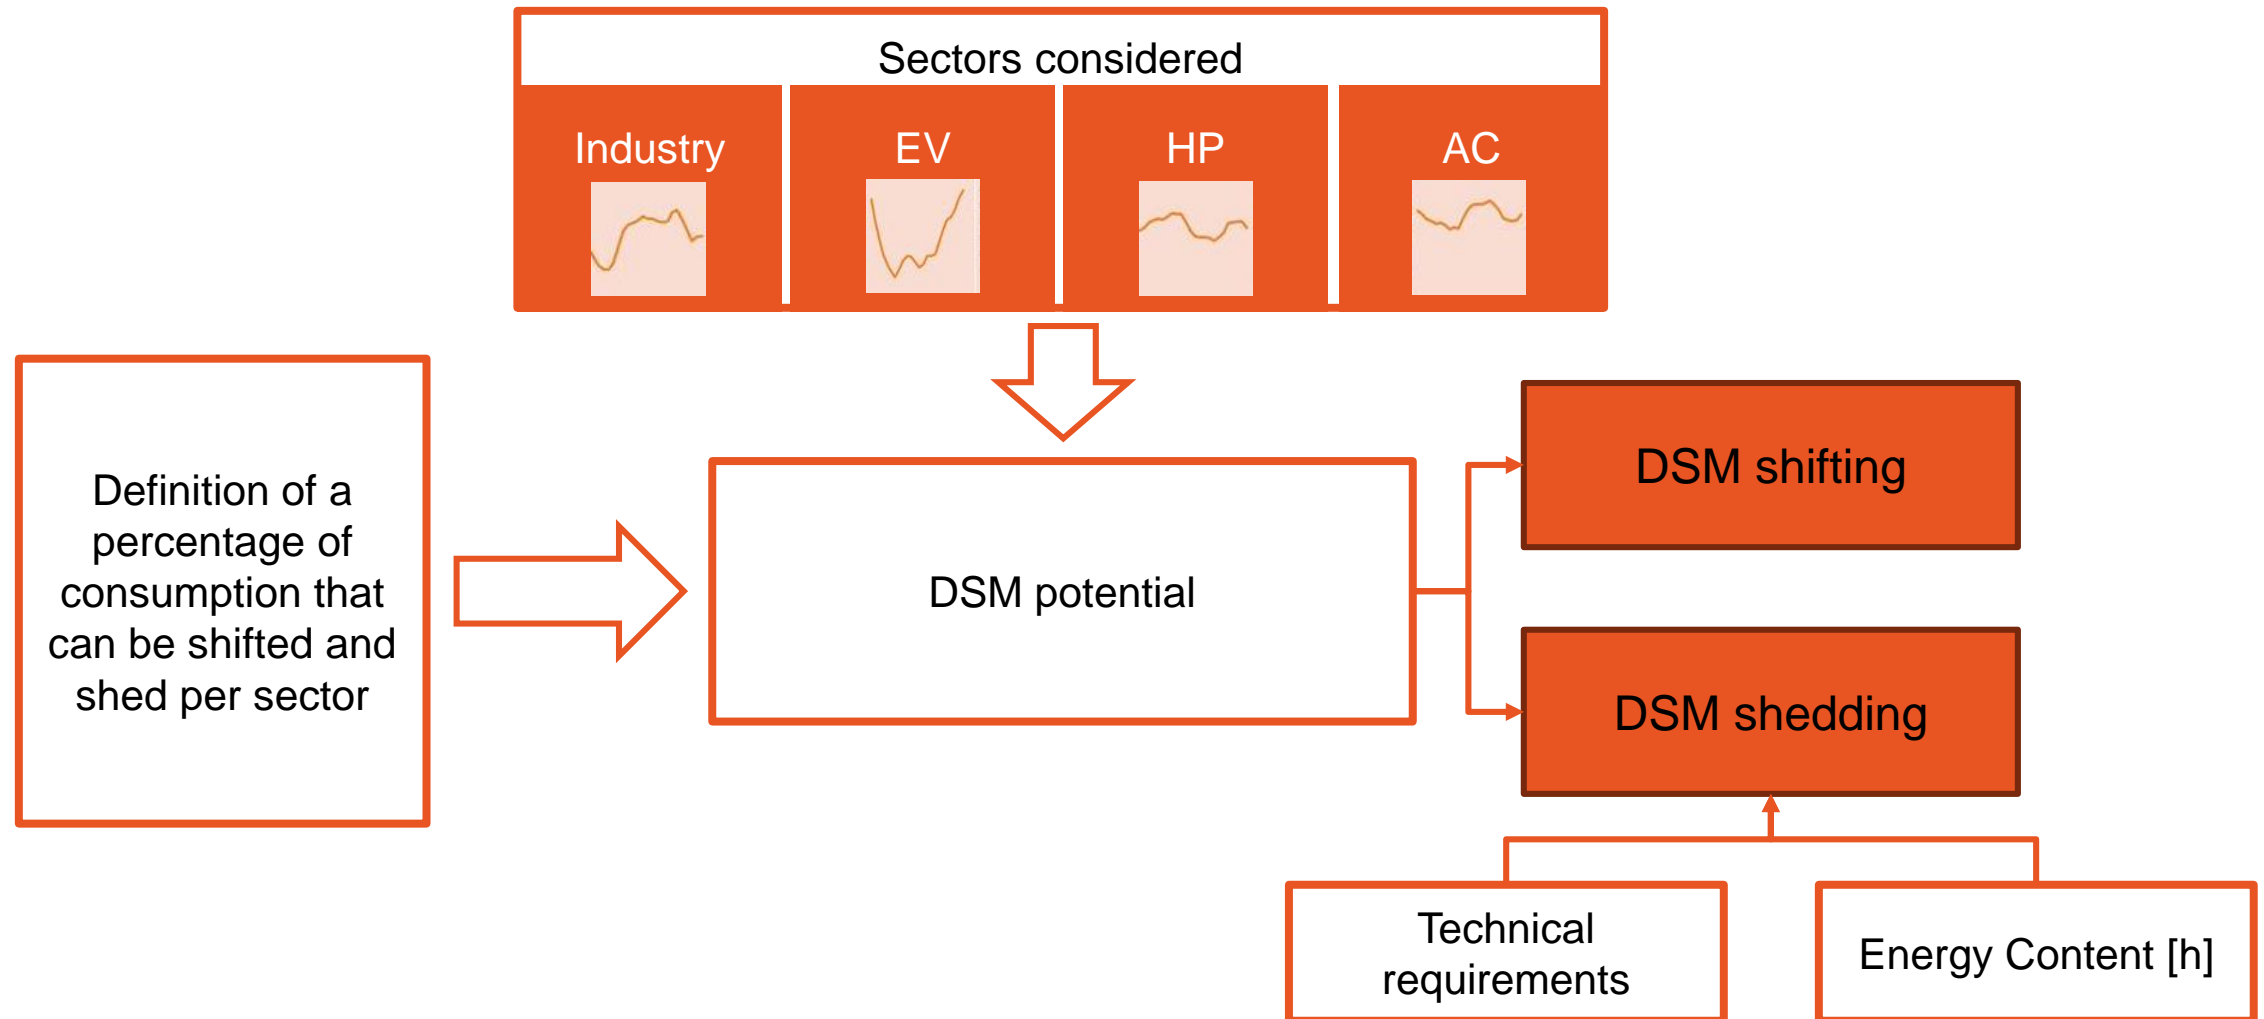 Sectors considered
Industry
EV
HP
AC
Definition of a
percentage of
consumption that
can be shifted and
shed per sector
DSM potential
DSM shifting
DSM shedding
Technical
requirements
Energy Content [h]